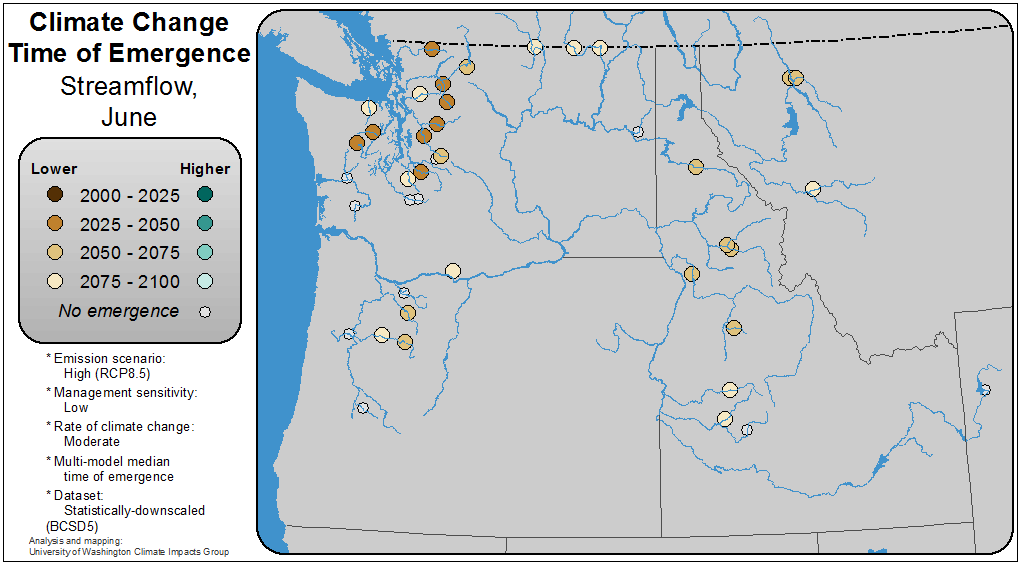 Climate Change
Time of Emergence
Streamflow,
June
Lower Higher
2000 - 2025
2025 - 2050
2050 - 2075
2075 - 2100
No emergence
* Emission scenario:
High (RCP8.5)
* Management sensitivity:
Low
* Rate of climate change:
Moderate
* Multi-model median
time of emergence
* Dataset:
Statistically-downscaled
(BCSD5)
Analysis and mapping:
University of Washington Climate Impacts Group